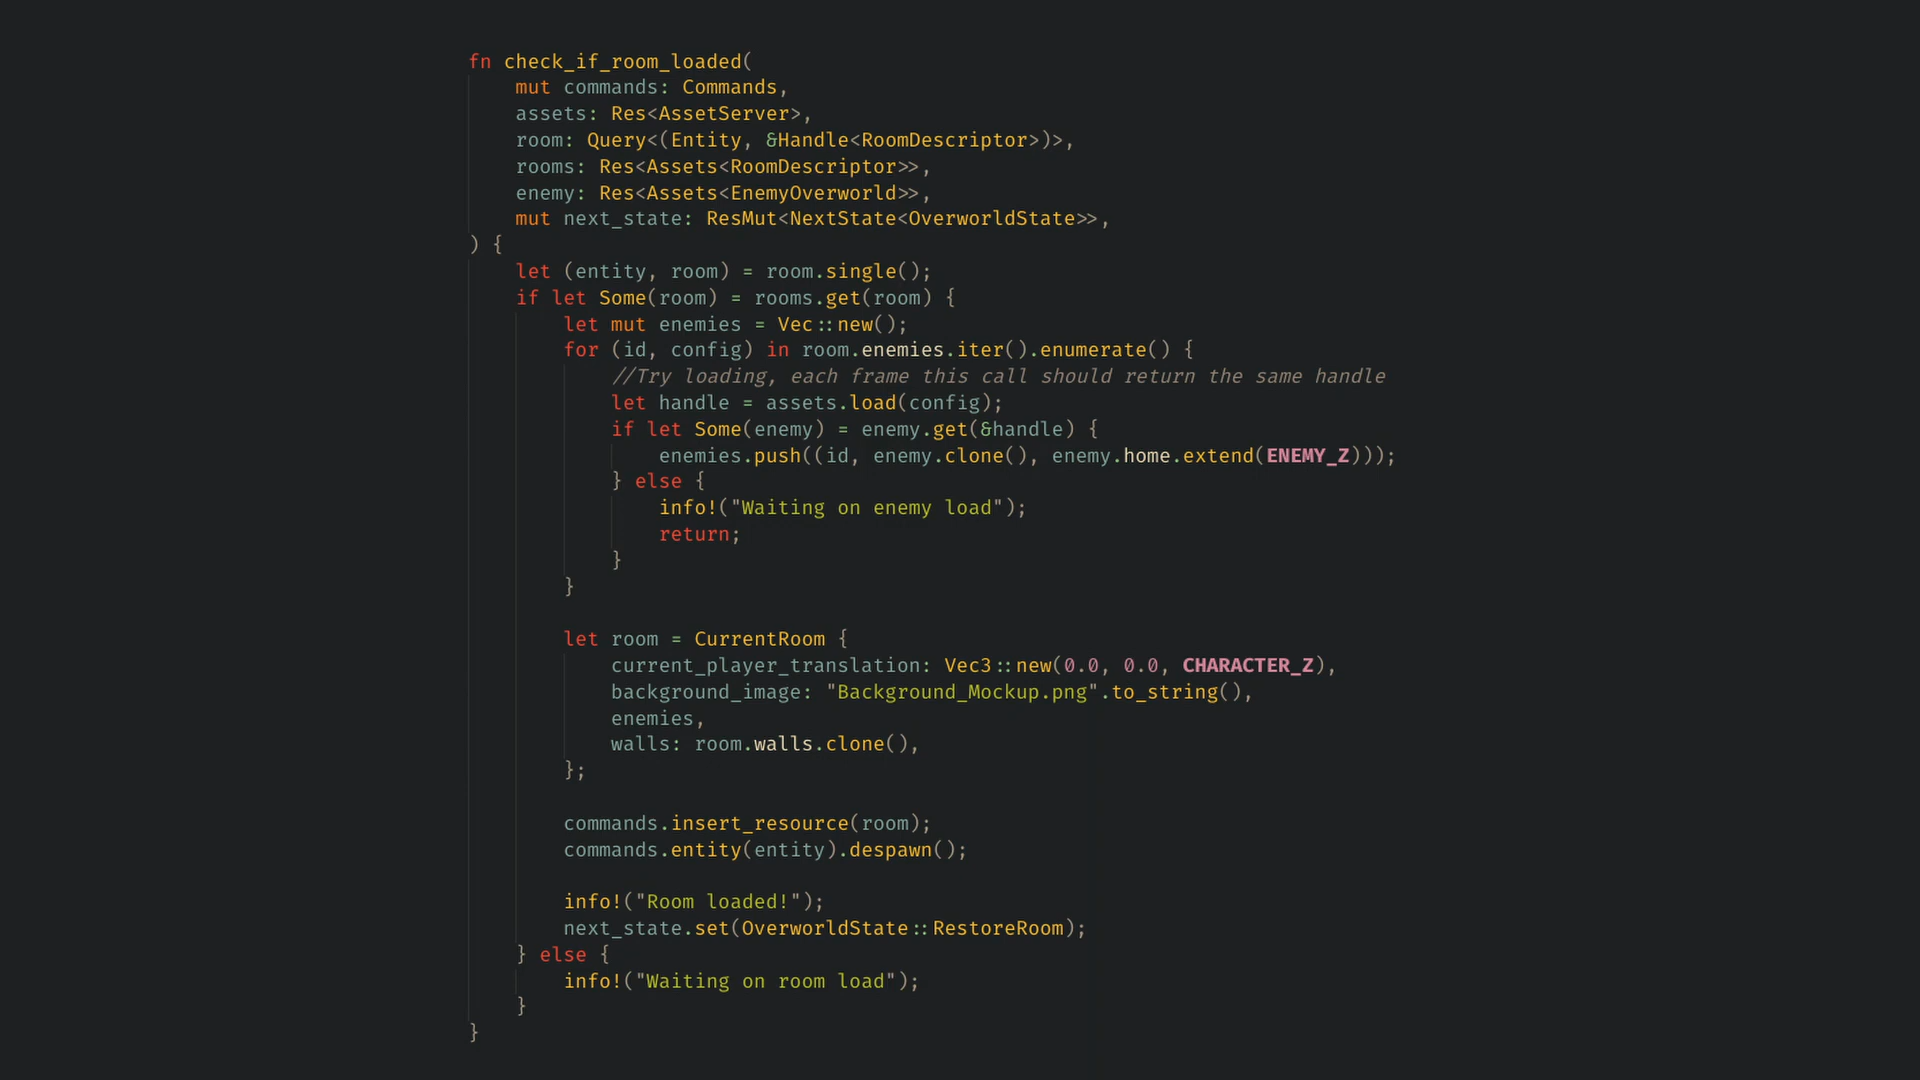 fn check_if_room_loaded(
    mut commands: Commands,
    assets: Res<AssetServer>,
    room: Query<(Entity, &Handle<RoomDescriptor>)>,
    rooms: Res<Assets<RoomDescriptor>>,
    enemy: Res<Assets<EnemyOverworld>>,
    mut next_state: ResMut<NextState<OverworldState>>,
) {
    let (entity, room) = room.single();
    if let Some(room) = rooms.get(room) {
        let mut enemies = Vec::new();
        for (id, config) in room.enemies.iter().enumerate() {
            //Try loading, each frame this call should return the same handle
            let handle = assets.load(config);
            if let Some(enemy) = enemy.get(&handle) {
                enemies.push((id, enemy.clone(), enemy.home.extend(ENEMY_Z)));
            } else {
                info!("Waiting on enemy load");
                return;
            }
        }

        let room = CurrentRoom {
            current_player_translation: Vec3::new(0.0, 0.0, CHARACTER_Z),
            background_image: "Background_Mockup.png".to_string(),
            enemies,
            walls: room.walls.clone(),
        };

        commands.insert_resource(room);
        commands.entity(entity).despawn();

        info!("Room loaded!");
        next_state.set(OverworldState::RestoreRoom);
    } else {
        info!("Waiting on room load");
    }
}